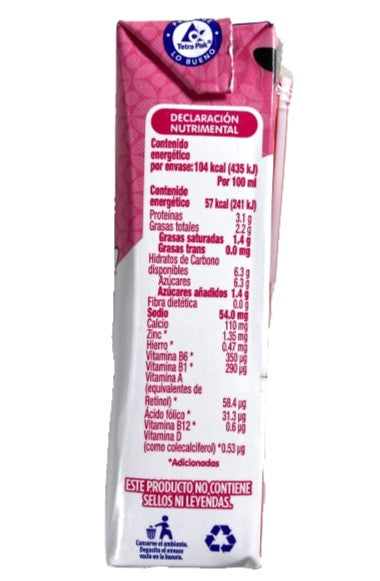 Tetra Pak®
LO BUENO
DECLARACIÓN
NUTRIMENTAL
Contenido
energético
por envase: 104 kcal (435 kJ)
Por 100 ml
Contenido
energético 57 kcal (241 kJ)
Proteínas 3.1 g
Grasas totales 2.2 g
Grasas saturadas 1.4 g
Grasas trans 0.0 mg
Hidratos de Carbono
disponibles 6.3 g
Azúcares 6.3 g
Azúcares añadidos 1.4 g
Fibra dietética 0.0 g
Sodio 54.0 mg
Calcio 110 mg
Zinc * 1.35 mg
Hierro * 0.47 mg
Vitamina B6 * 350 µg
Vitamina B1 * 290 µg
Vitamina A
(equivalentes de
Retinol) * 58.4 µg
Ácido fólico * 31.3 µg
Vitamina B12 * 0.6 µg
Vitamina D
(como colecalciferol) *0.53 µg
*Adicionadas
ESTE PRODUCTO NO CONTIENE
SELLOS NI LEYENDAS.
Conserve el ambiente.
Deposite el envase
vacío en la basura.